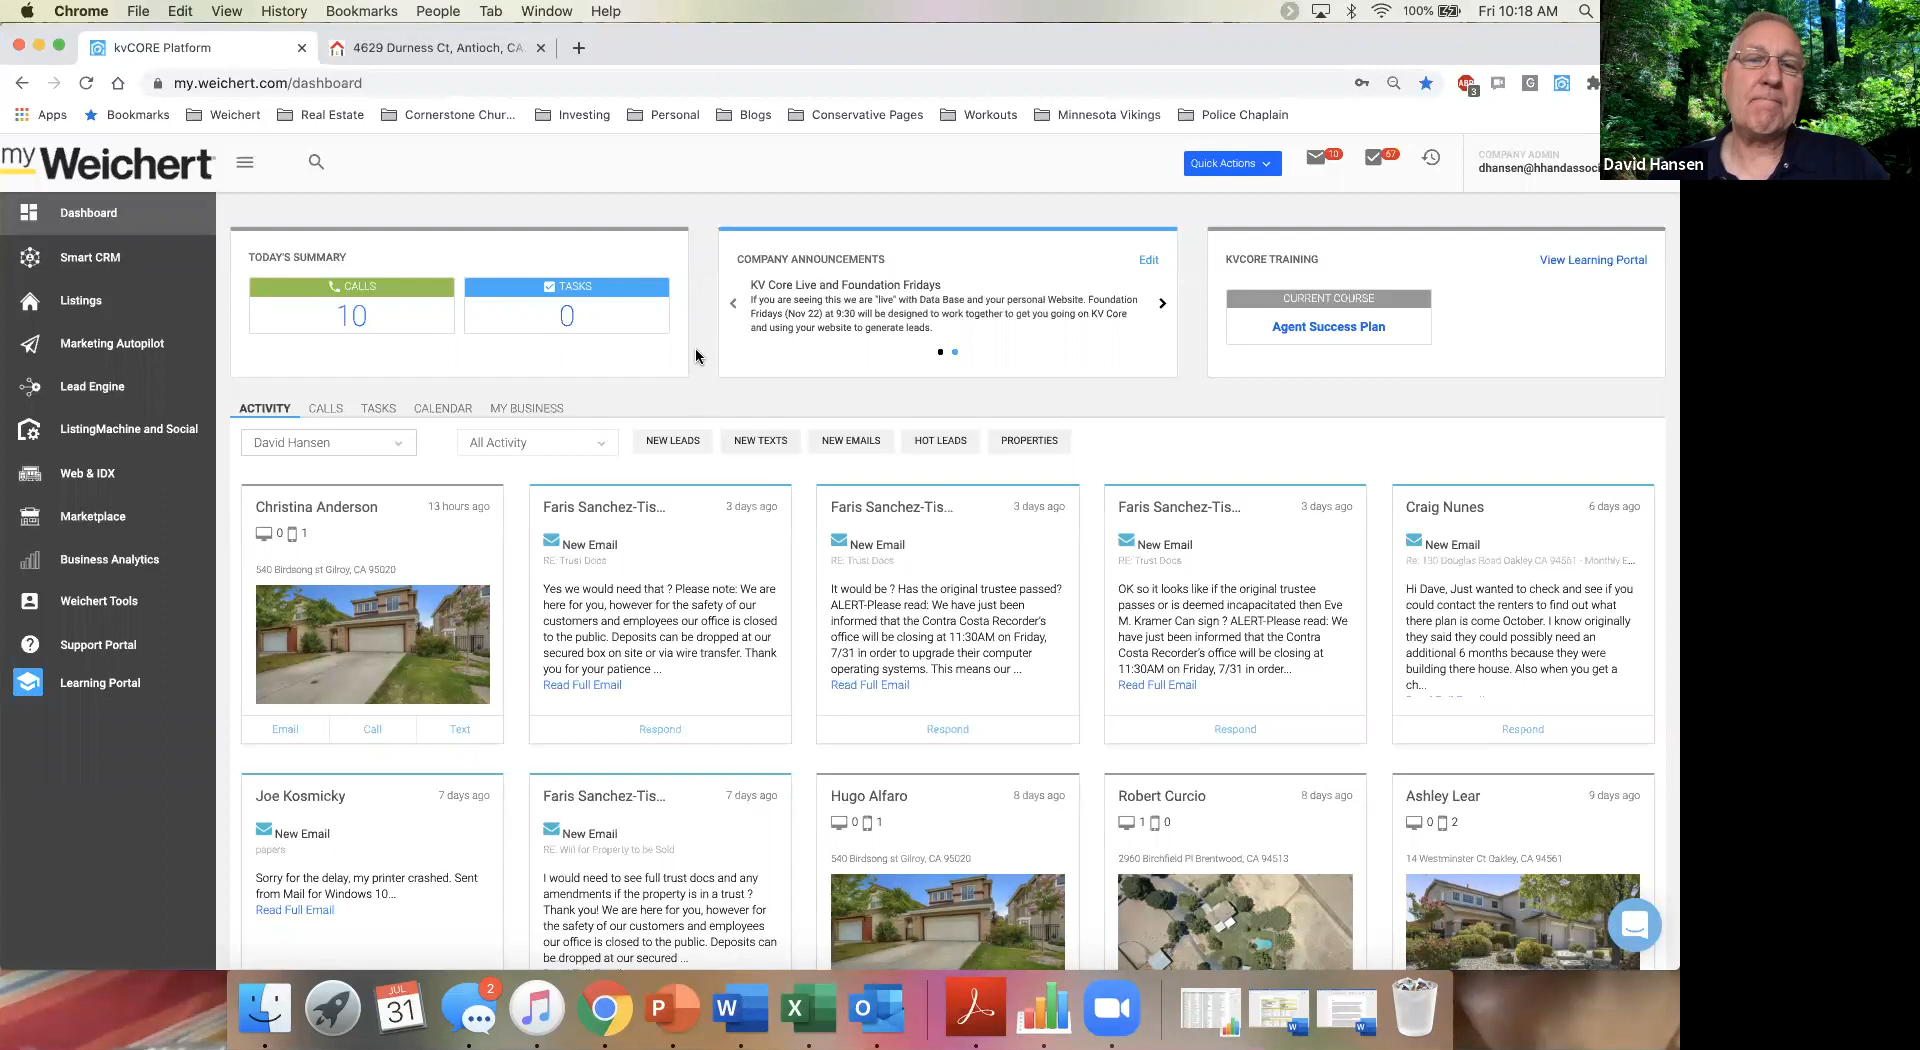 Chrome File Edit View History Bookmarks People Tab Window Help 100% Fri 10:18 AM
kvCORE Platform 4629 Durness Ct, Antioch, CA
my.weichert.com/dashboard
ABP 3 G
Apps Bookmarks Weichert Real Estate Cornerstone Chur... Investing Personal Blogs Conservative Pages Workouts Minnesota Vikings Police Chaplain
David Hansen
my Weichert
Quick Actions 10 67
COMPANY ADMIN
dhansen@hhandassoci
Dashboard
Smart CRM
Listings
Marketing Autopilot
Lead Engine
ListingMachine and Social
Web & IDX
Marketplace
Business Analytics
Weichert Tools
Support Portal
Learning Portal
TODAY'S SUMMARY
CALLS
10
TASKS
0
COMPANY ANNOUNCEMENTS Edit
KV Core Live and Foundation Fridays
If you are seeing this we are "live" with Data Base and your personal Website. Foundation
Fridays (Nov 22) at 9:30 will be designed to work together to get you going on KV Core
and using your website to generate leads.
KVCORE TRAINING View Learning Portal
CURRENT COURSE
Agent Success Plan
ACTIVITY CALLS TASKS CALENDAR MY BUSINESS
David Hansen All Activity NEW LEADS NEW TEXTS NEW EMAILS HOT LEADS PROPERTIES
Christina Anderson 13 hours ago
0 1
540 Birdsong st Gilroy, CA 95020
Email Call Text
Faris Sanchez-Tis... 3 days ago
New Email
RE: Trust Docs
Yes we would need that ? Please note: We are
here for you, however for the safety of our
customers and employees our office is closed
to the public. Deposits can be dropped at our
secured box on site or via wire transfer. Thank
you for your patience ...
Read Full Email
Respond
Faris Sanchez-Tis... 3 days ago
New Email
RE: Trust Docs
It would be ? Has the original trustee passed?
ALERT-Please read: We have just been
informed that the Contra Costa Recorder's
office will be closing at 11:30AM on Friday,
7/31 in order to upgrade their computer
operating systems. This means our ...
Read Full Email
Respond
Faris Sanchez-Tis... 3 days ago
New Email
RE: Trust Docs
OK so it looks like if the original trustee
passes or is deemed incapacitated then Eve
M. Kramer Can sign ? ALERT-Please read: We
have just been informed that the Contra
Costa Recorder's office will be closing at
11:30AM on Friday, 7/31 in order...
Read Full Email
Respond
Craig Nunes 6 days ago
New Email
Re: 130 Douglas Road Oakley CA 94561 - Monthly E...
Hi Dave, Just wanted to check and see if you
could contact the renters to find out what
there plan is come October. I know originally
they said they could possibly need an
additional 6 months because they were
building there house. Also when you get a
ch...
Respond
Joe Kosmicky 7 days ago
New Email
papers
Sorry for the delay, my printer crashed. Sent
from Mail for Windows 10...
Read Full Email
Faris Sanchez-Tis... 7 days ago
New Email
RE: Will for Property to be Sold
I would need to see full trust docs and any
amendments if the property is in a trust ?
Thank you! We are here for you, however for
the safety of our customers and employees
our office is closed to the public. Deposits can
be dropped at our secured ...
Hugo Alfaro 8 days ago
0 1
540 Birdsong st Gilroy, CA 95020
Robert Curcio 8 days ago
1 0
2960 Birchfield Pl Brentwood, CA 94513
Ashley Lear 9 days ago
0 2
14 Westminster Ct Oakley, CA 94561
JUL
31
2
P W X O
W W